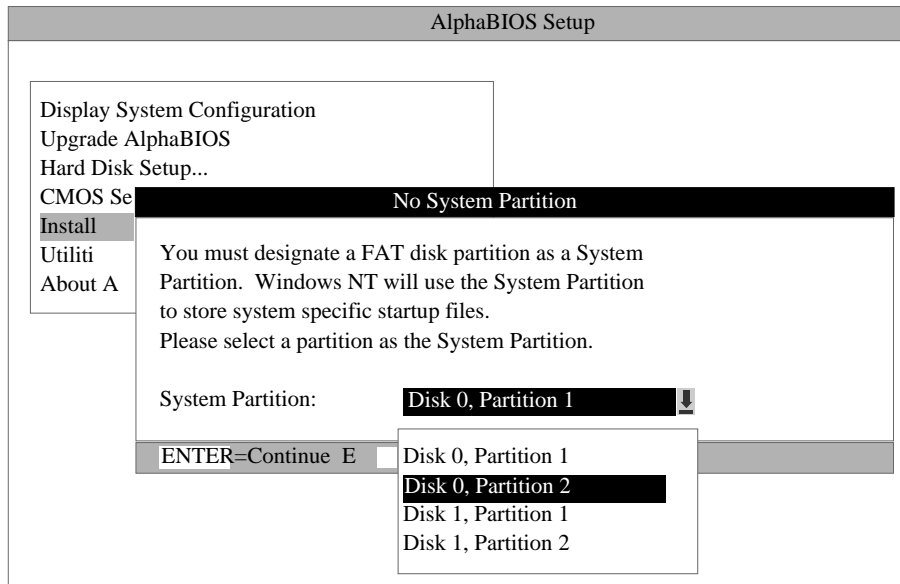 AlphaBIOS Setup
Display System Configuration
Upgrade AlphaBIOS
Hard Disk Setup...
CMOS Se
Install
Utiliti
About A
No System Partition
You must designate a FAT disk partition as a System
Partition. Windows NT will use the System Partition
to store system specific startup files.
Please select a partition as the System Partition.
System Partition: Disk 0, Partition 1
ENTER=Continue E
Disk 0, Partition 1
Disk 0, Partition 2
Disk 1, Partition 1
Disk 1, Partition 2